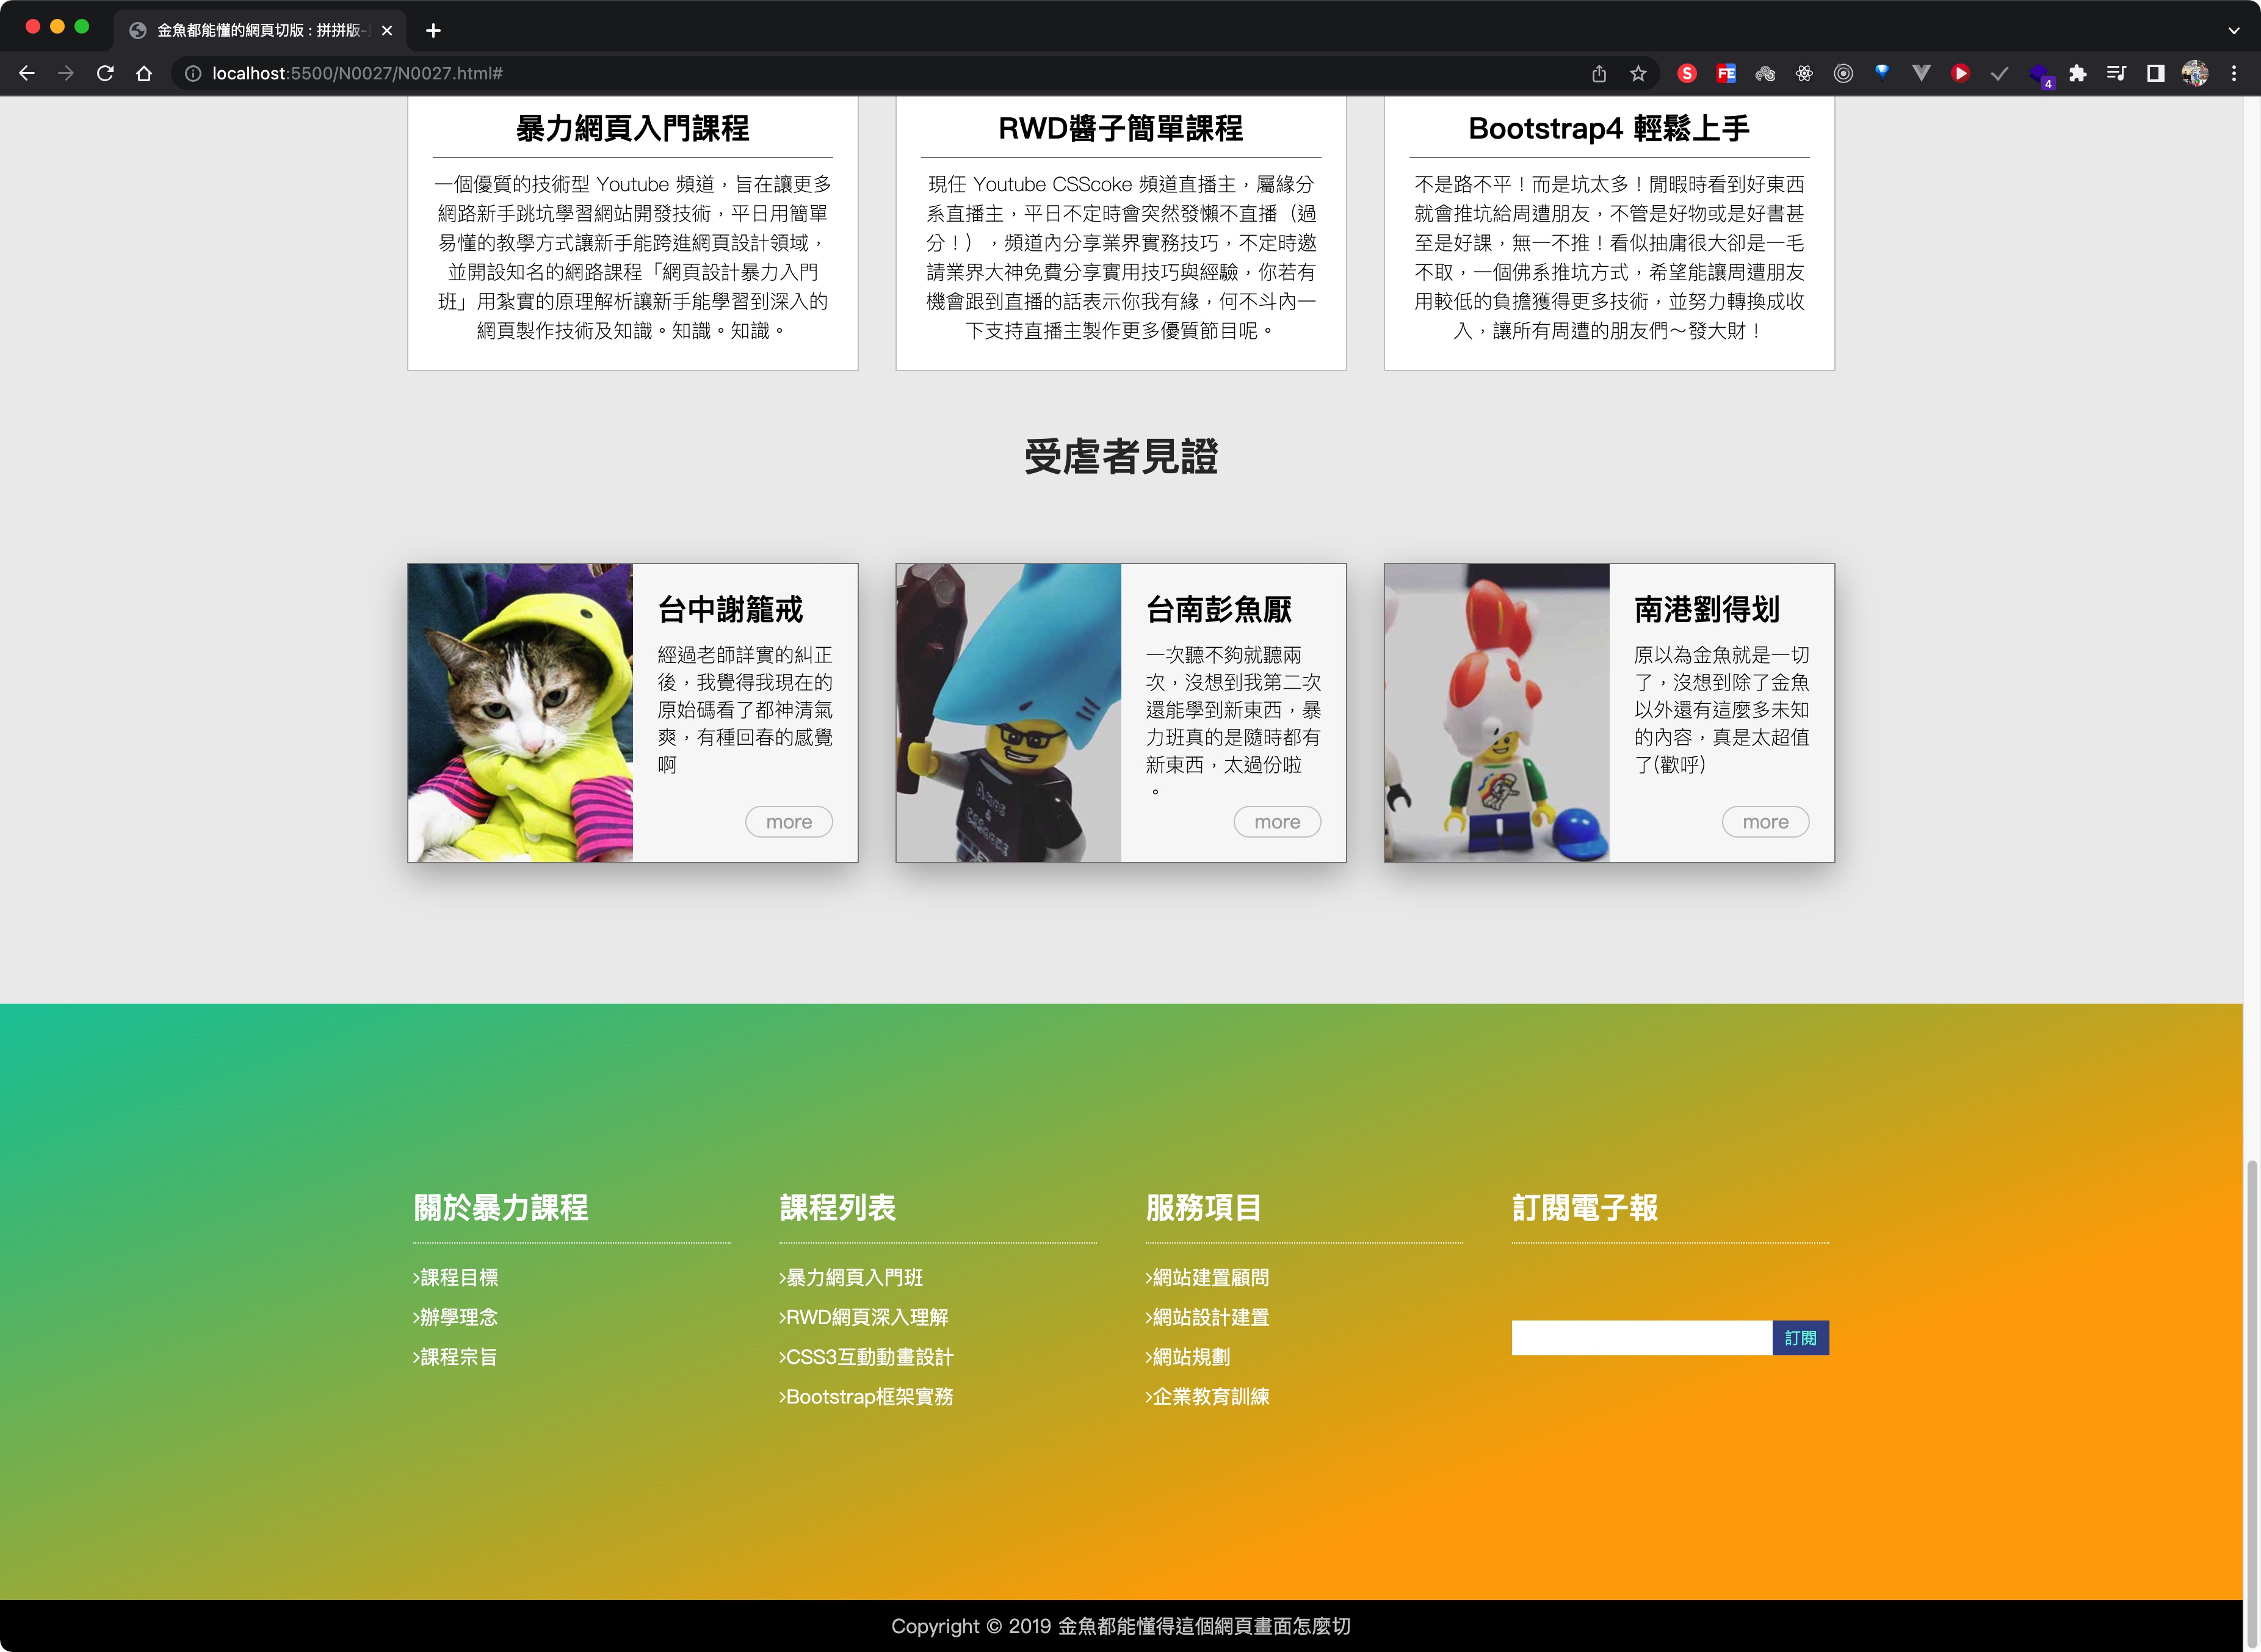 金魚都能懂的網頁切版 : 拼拼版-
localhost:5500/N0027/N0027.html#
S
FE
4
暴力網頁入門課程
一個優質的技術型 Youtube 頻道，旨在讓更多
網路新手跳坑學習網站開發技術，平日用簡單
易懂的教學方式讓新手能跨進網頁設計領域，
並開設知名的網路課程「網頁設計暴力入門
班」用紮實的原理解析讓新手能學習到深入的
網頁製作技術及知識。知識。知識。
RWD醬子簡單課程
現任 Youtube CSScoke 頻道直播主，屬緣分
系直播主，平日不定時會突然發懶不直播（過
分！），頻道內分享業界實務技巧，不定時邀
請業界大神免費分享實用技巧與經驗，你若有
機會跟到直播的話表示你我有緣，何不斗內一
下支持直播主製作更多優質節目呢。
Bootstrap4 輕鬆上手
不是路不平！而是坑太多！閒暇時看到好東西
就會推坑給周遭朋友，不管是好物或是好書甚
至是好課，無一不推！看似抽庸很大卻是一毛
不取，一個佛系推坑方式，希望能讓周遭朋友
用較低的負擔獲得更多技術，並努力轉換成收
入，讓所有周遭的朋友們～發大財！
受虐者見證
台中謝籠戒
經過老師詳實的糾正
後，我覺得我現在的
原始碼看了都神清氣
爽，有種回春的感覺
啊
more
台南彭魚厭
一次聽不夠就聽兩
次，沒想到我第二次
還能學到新東西，暴
力班真的是隨時都有
新東西，太過份啦
。
more
南港劉得划
原以為金魚就是一切
了，沒想到除了金魚
以外還有這麼多未知
的內容，真是太超值
了(歡呼)
more
關於暴力課程
›課程目標
›辦學理念
›課程宗旨
課程列表
›暴力網頁入門班
›RWD網頁深入理解
›CSS3互動動畫設計
›Bootstrap框架實務
服務項目
›網站建置顧問
›網站設計建置
›網站規劃
›企業教育訓練
訂閱電子報
訂閱
Copyright © 2019 金魚都能懂得這個網頁畫面怎麼切